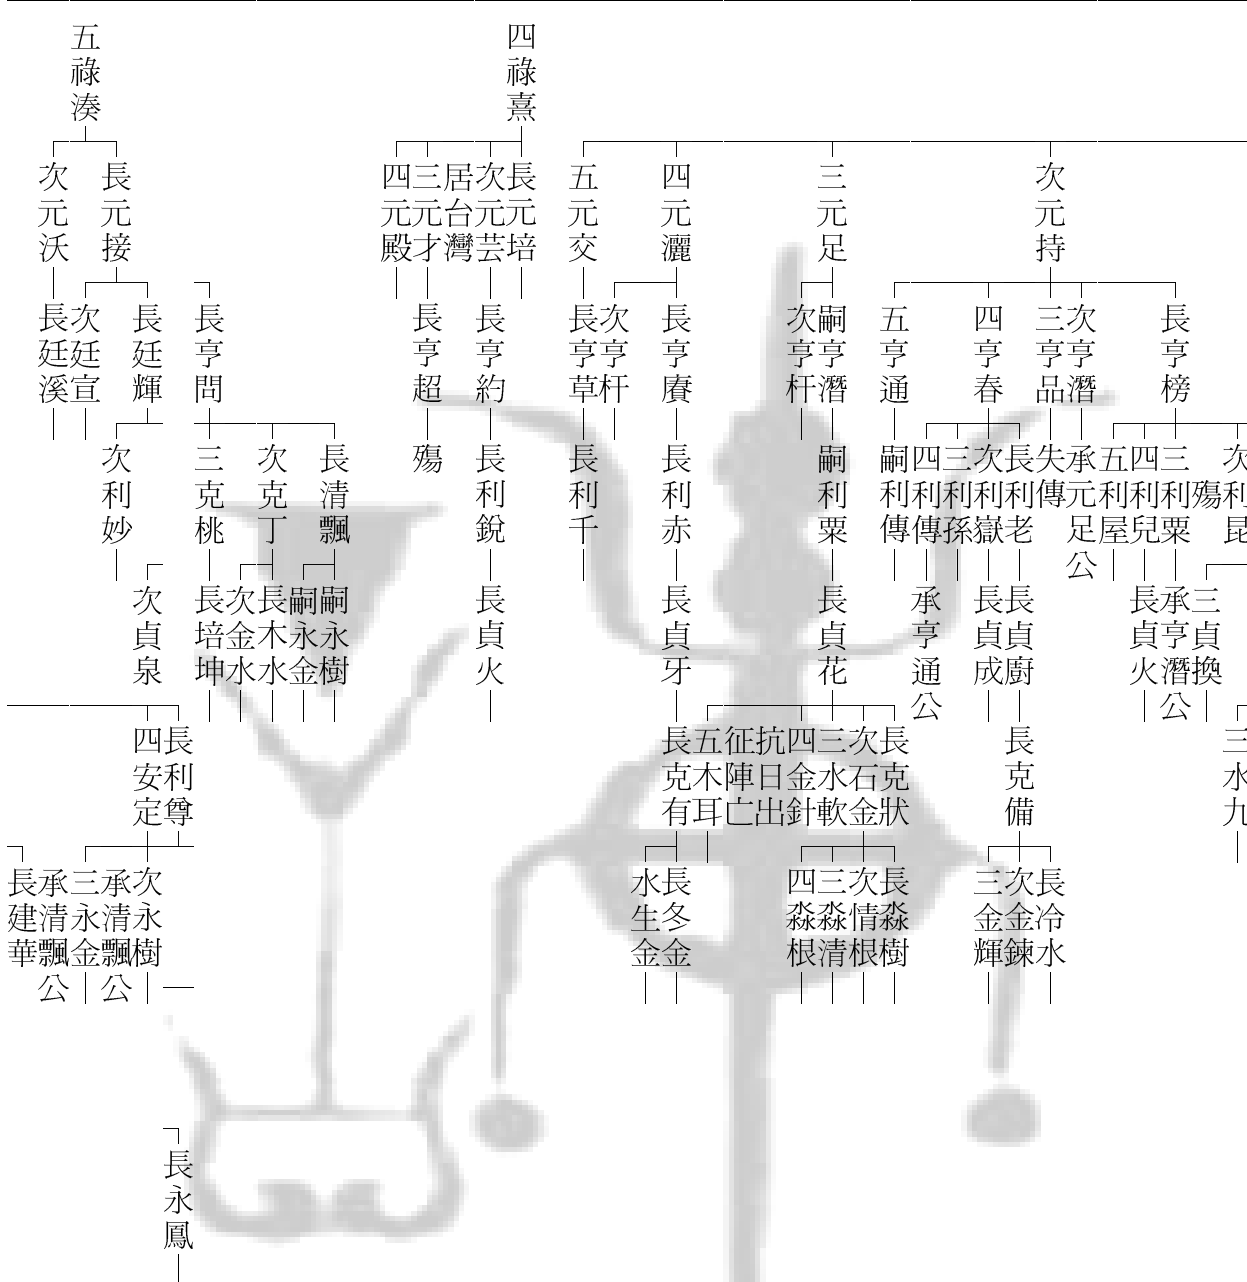 四祿熹
五祿湊
次元持
三元足
四元灑
五元交
長元培
次元芸
居台灣
三元才
四元殿
長元接
次元沃
長亨榜
次亨潛
三亨品
四亨春
五亨通
嗣亨潛
次亨杆
長亨賡
次亨杆
長亨草
長亨約
長亨超
長亨問
長廷輝
次廷宣
長廷溪
次利昆
殤
三利粟
四利兒
五利屋
承元足公
失傳
長利老
次利嶽
三利孫
四利傳
嗣利傳
嗣利粟
長利赤
長利千
長利銳
殤
長清飄
次克丁
三克桃
次利妙
三貞換
承亨潛公
長貞火
長貞廚
長貞成
承亨通公
長貞花
長貞牙
長貞火
嗣永樹
嗣永金
長木水
次金水
長培坤
次貞泉
三水九
長克備
長克狀
次石金
三水軟
四金針
抗日出
征陣亡
五木耳
長克有
長利尊
四安定
長冷水
次金鍊
三金輝
長淼樹
次情根
三淼清
四淼根
長冬金
水生金
次永樹
承清飄公
三永金
承清飄公
長建華
長永鳳